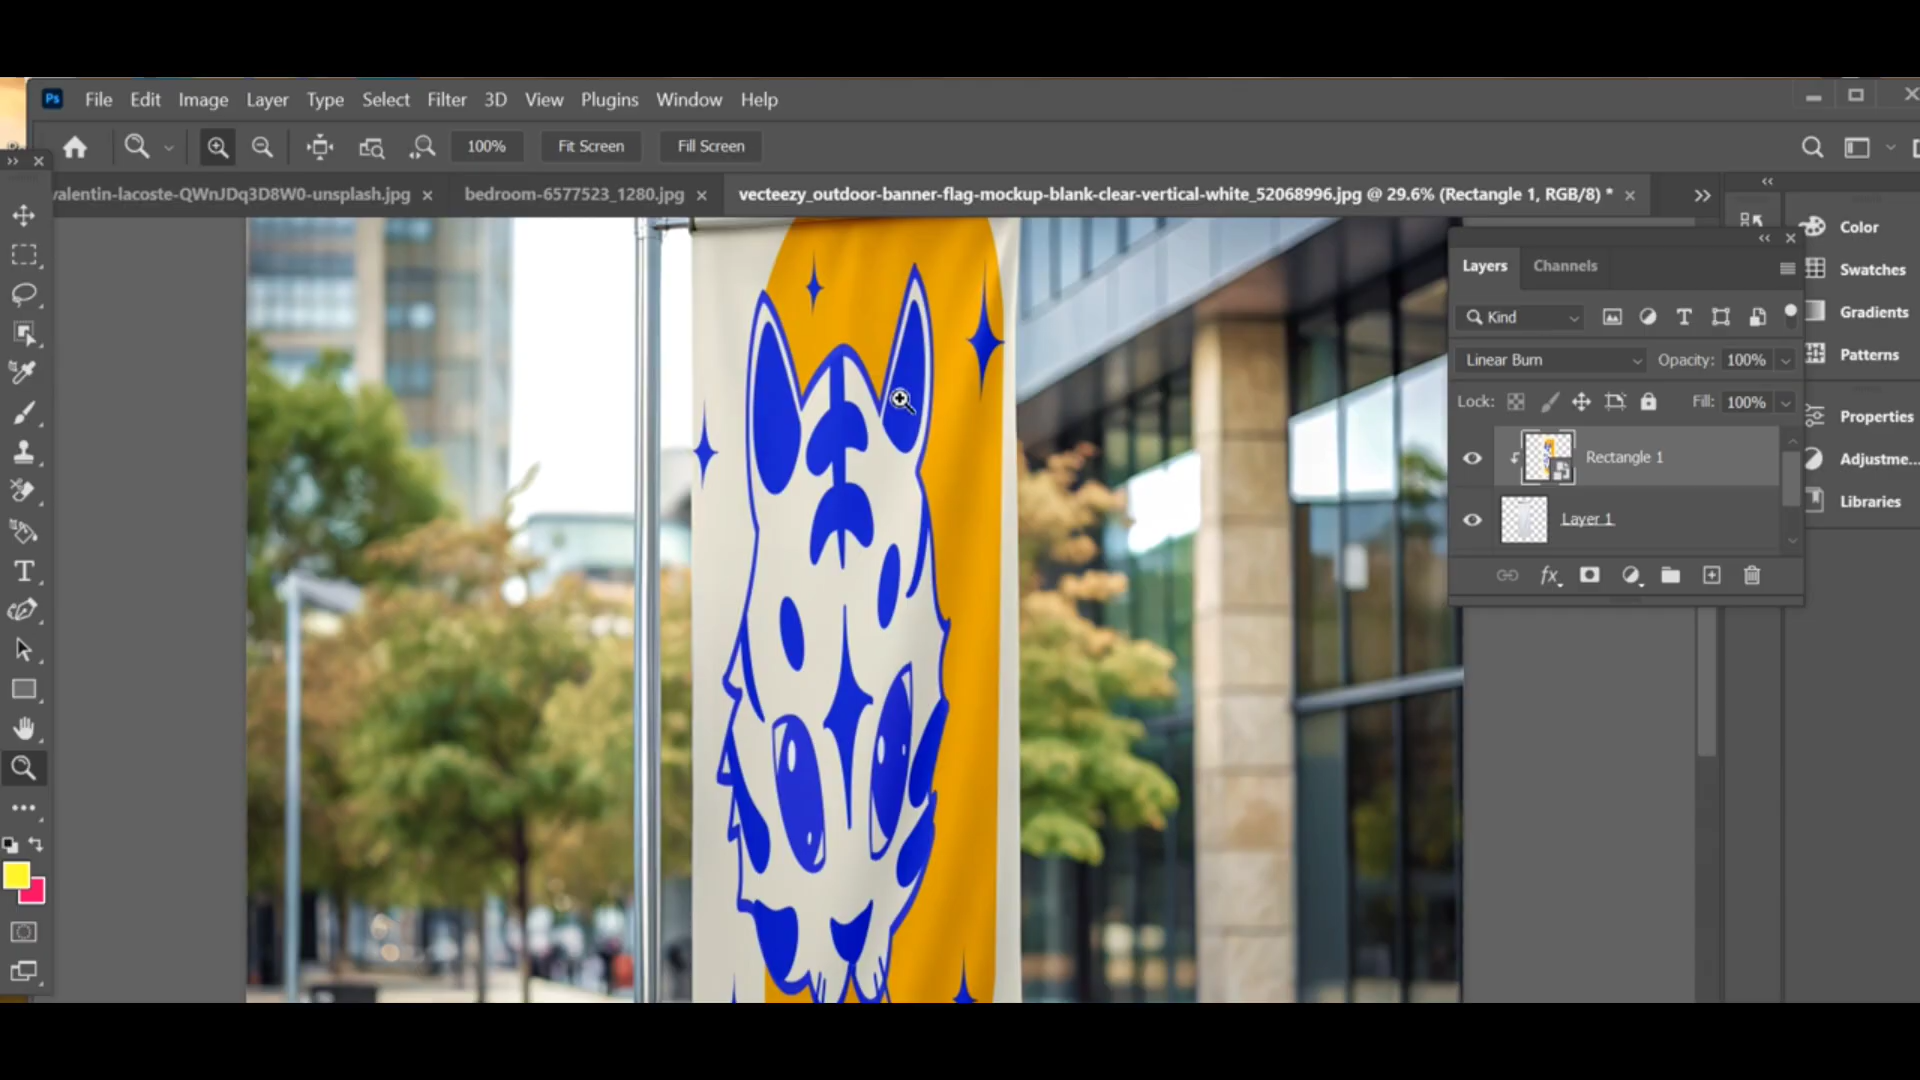 Ps File Edit Image Layer Type Select Filter 3D View Plugins Window Help
100% Fit Screen Fill Screen
valentin-lacoste-QWnJDq3D8W0-unsplash.jpg × bedroom-6577523_1280.jpg × vecteezy_outdoor-banner-flag-mockup-blank-clear-vertical-white_52068996.jpg @ 29.6% (Rectangle 1, RGB/8) * ×
Color
Layers Channels
Swatches
Kind
Gradients
Linear Burn Opacity: 100%
Patterns
Lock: Fill: 100%
Properties
Rectangle 1
Adjustme...
Libraries
Layer 1
fx